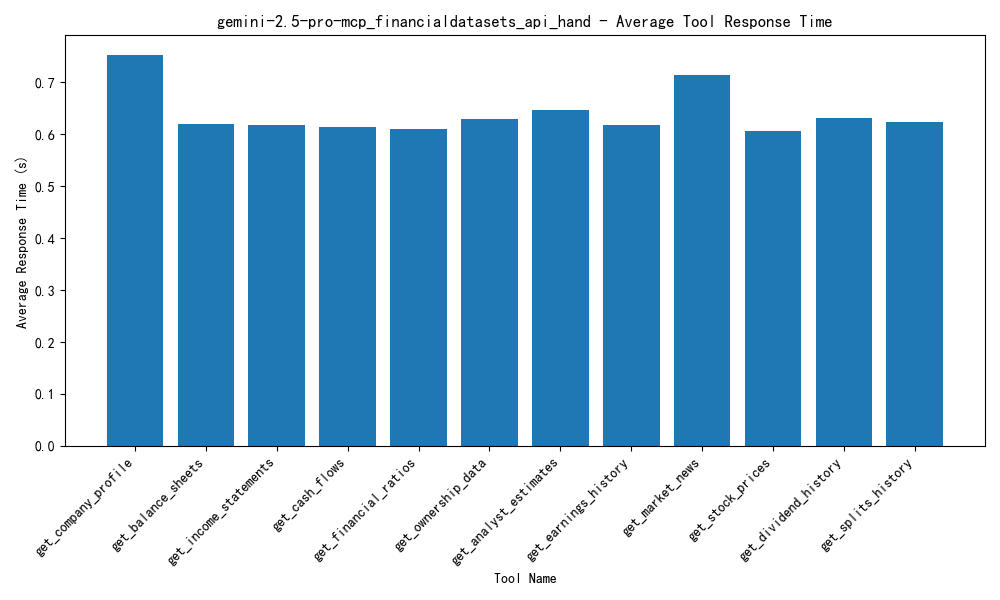 gemini-2.5-pro-mcp_financialdatasets_api_hand - Average Tool Response Time
Average Response Time (s)
0.7
0.6
0.5
0.4
0.3
0.2
0.1
0.0
get_company_profile
get_balance_sheets
get_income_statements
get_cash_flows
get_financial_ratios
get_ownership_data
get_analyst_estimates
get_earnings_history
get_market_news
get_stock_prices
get_dividend_history
get_splits_history
Tool Name